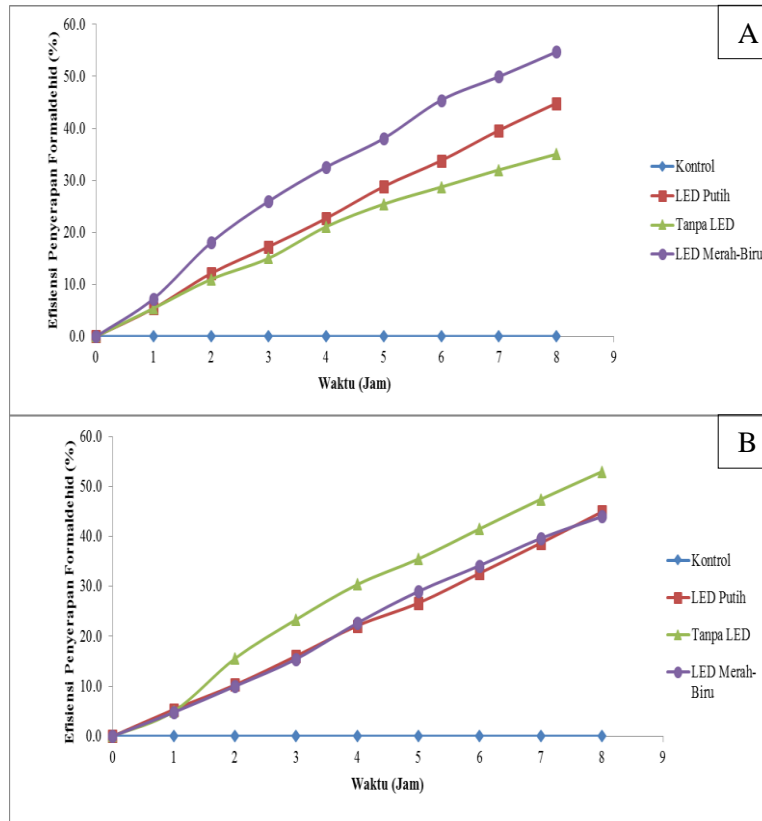 A
Efisiensi Penyerapan Formaldehid (%)
60.0
50.0
40.0
30.0
20.0
10.0
0.0
0 1 2 3 4 5 6 7 8 9
Waktu (Jam)
Kontrol
LED Putih
Tanpa LED
LED Merah-Biru
B
Efisiensi Penyerapan Formaldehid (%)
60.0
50.0
40.0
30.0
20.0
10.0
0.0
0 1 2 3 4 5 6 7 8 9
Waktu (Jam)
Kontrol
LED Putih
Tanpa LED
LED Merah-
Biru